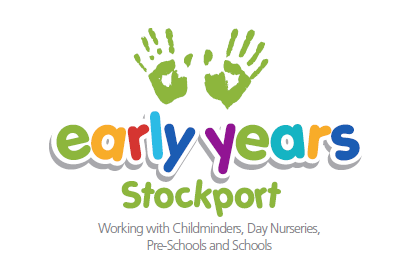 early years
Stockport
Working with Childminders, Day Nurseries,
Pre-Schools and Schools